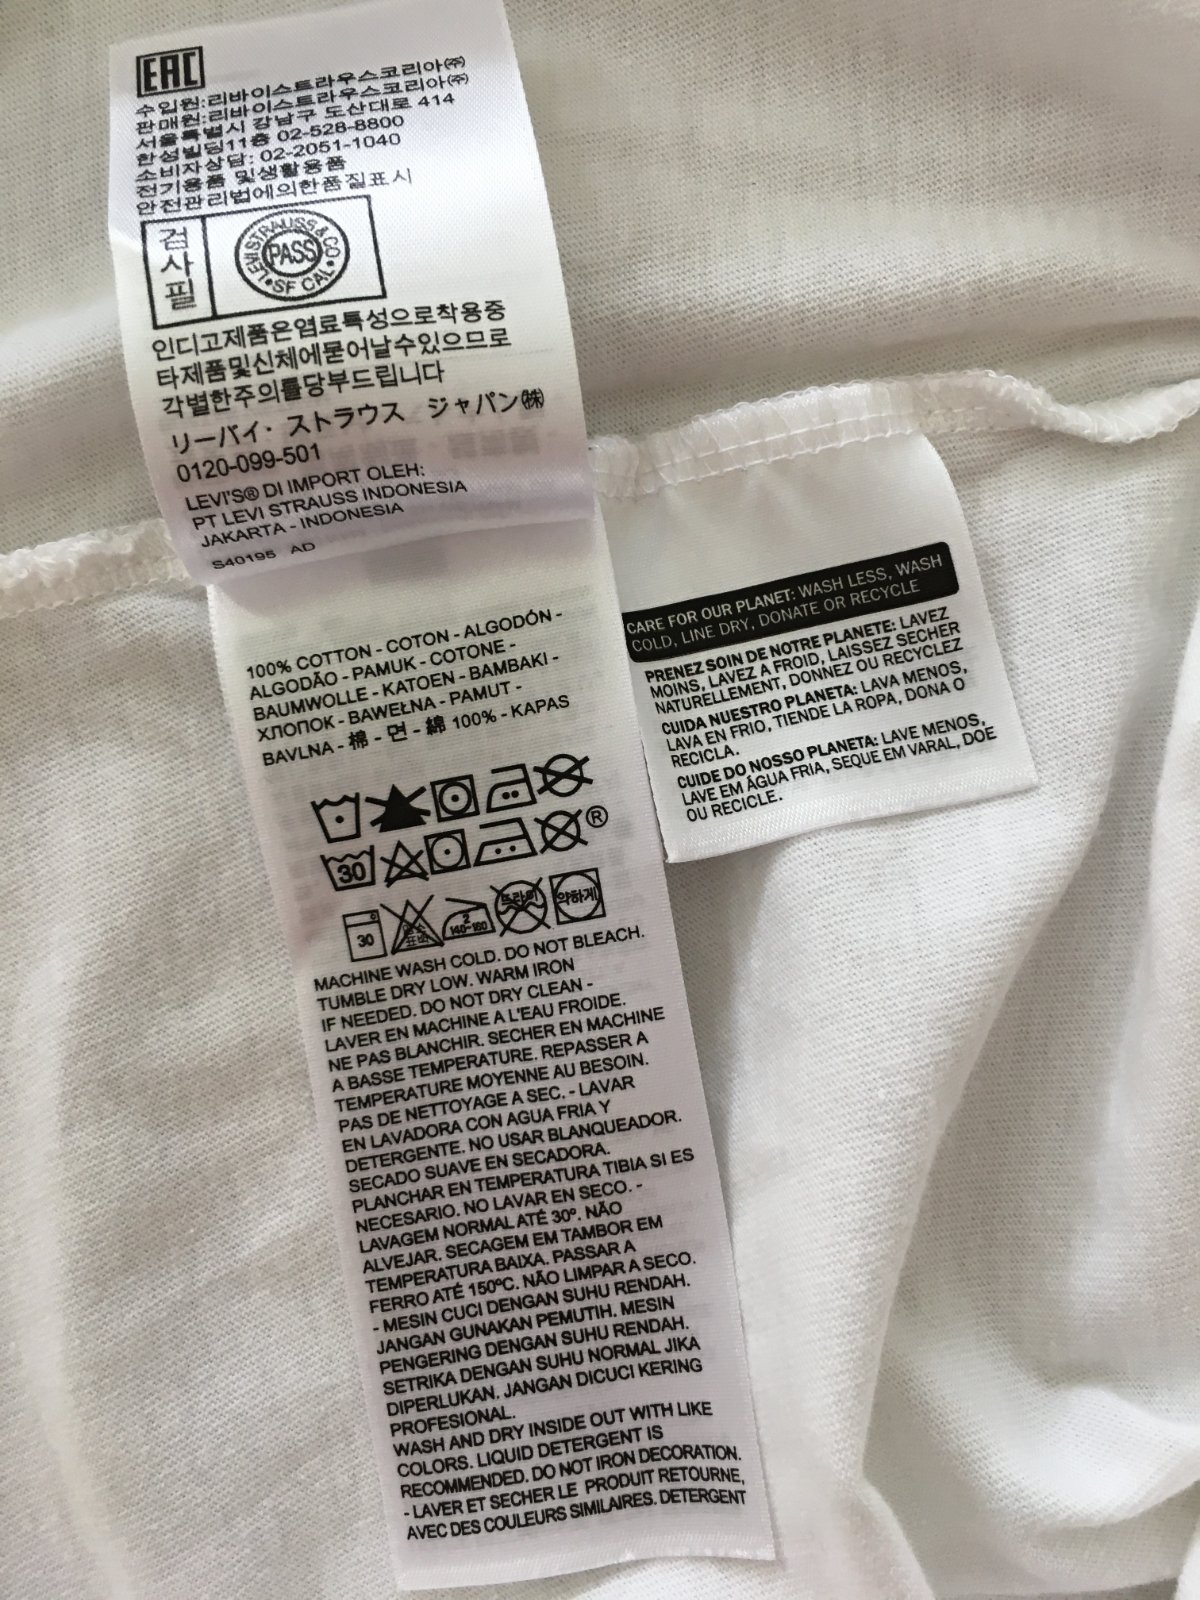 EAC
수입원:리바이스트라우스코리아㈜
판매원:리바이스트라우스코리아㈜
서울특별시 강남구 도산대로 414
한성빌딩11층 02-528-8800
소비자상담: 02-2051-1040
전기용품 및생활용품
안전관리법에의한품질표시
검사필
LEVI STRAUSS & CO
PASS
SF CAL
인디고제품은염료특성으로착용중
타제품및신체에묻어날수있으므로
각별한주의를당부드립니다
リーバイ・ストラウス ジャパン㈱
0120-099-501
LEVI'S® DI IMPORT OLEH:
PT LEVI STRAUSS INDONESIA
JAKARTA - INDONESIA
S40195 AD
100% COTTON - COTON - ALGODÓN -
ALGODÃO - PAMUK - COTONE -
BAUMWOLLE - KATOEN - BAMBAKI -
ХЛОПОК - BAWEŁNA - PAMUT -
BAVLNA - 棉 - 면 - 綿 100% - KAPAS
®
30
30 2 140-160 드라이 약하게
MACHINE WASH COLD. DO NOT BLEACH.
TUMBLE DRY LOW. WARM IRON
IF NEEDED. DO NOT DRY CLEAN -
LAVER EN MACHINE A L'EAU FROIDE.
NE PAS BLANCHIR. SECHER EN MACHINE
A BASSE TEMPERATURE. REPASSER A
TEMPERATURE MOYENNE AU BESOIN.
PAS DE NETTOYAGE A SEC. - LAVAR
EN LAVADORA CON AGUA FRIA Y
DETERGENTE. NO USAR BLANQUEADOR.
SECADO SUAVE EN SECADORA.
PLANCHAR EN TEMPERATURA TIBIA SI ES
NECESARIO. NO LAVAR EN SECO. -
LAVAGEM NORMAL ATÉ 30º. NÃO
ALVEJAR. SECAGEM EM TAMBOR EM
TEMPERATURA BAIXA. PASSAR A
FERRO ATÉ 150ºC. NÃO LIMPAR A SECO.
- MESIN CUCI DENGAN SUHU RENDAH.
JANGAN GUNAKAN PEMUTIH. MESIN
PENGERING DENGAN SUHU RENDAH.
SETRIKA DENGAN SUHU NORMAL JIKA
DIPERLUKAN. JANGAN DICUCI KERING
PROFESIONAL.
WASH AND DRY INSIDE OUT WITH LIKE
COLORS. LIQUID DETERGENT IS
RECOMMENDED. DO NOT IRON DECORATION.
- LAVER ET SECHER LE PRODUIT RETOURNE,
AVEC DES COULEURS SIMILAIRES. DETERGENT
CARE FOR OUR PLANET: WASH LESS, WASH
COLD, LINE DRY, DONATE OR RECYCLE
PRENEZ SOIN DE NOTRE PLANETE: LAVEZ
MOINS, LAVEZ A FROID, LAISSEZ SECHER
NATURELLEMENT, DONNEZ OU RECYCLEZ
CUIDA NUESTRO PLANETA: LAVA MENOS,
LAVA EN FRIO, TIENDE LA ROPA, DONA O
RECICLA.
CUIDE DO NOSSO PLANETA: LAVE MENOS,
LAVE EM ÁGUA FRIA, SEQUE EM VARAL, DOE
OU RECICLE.